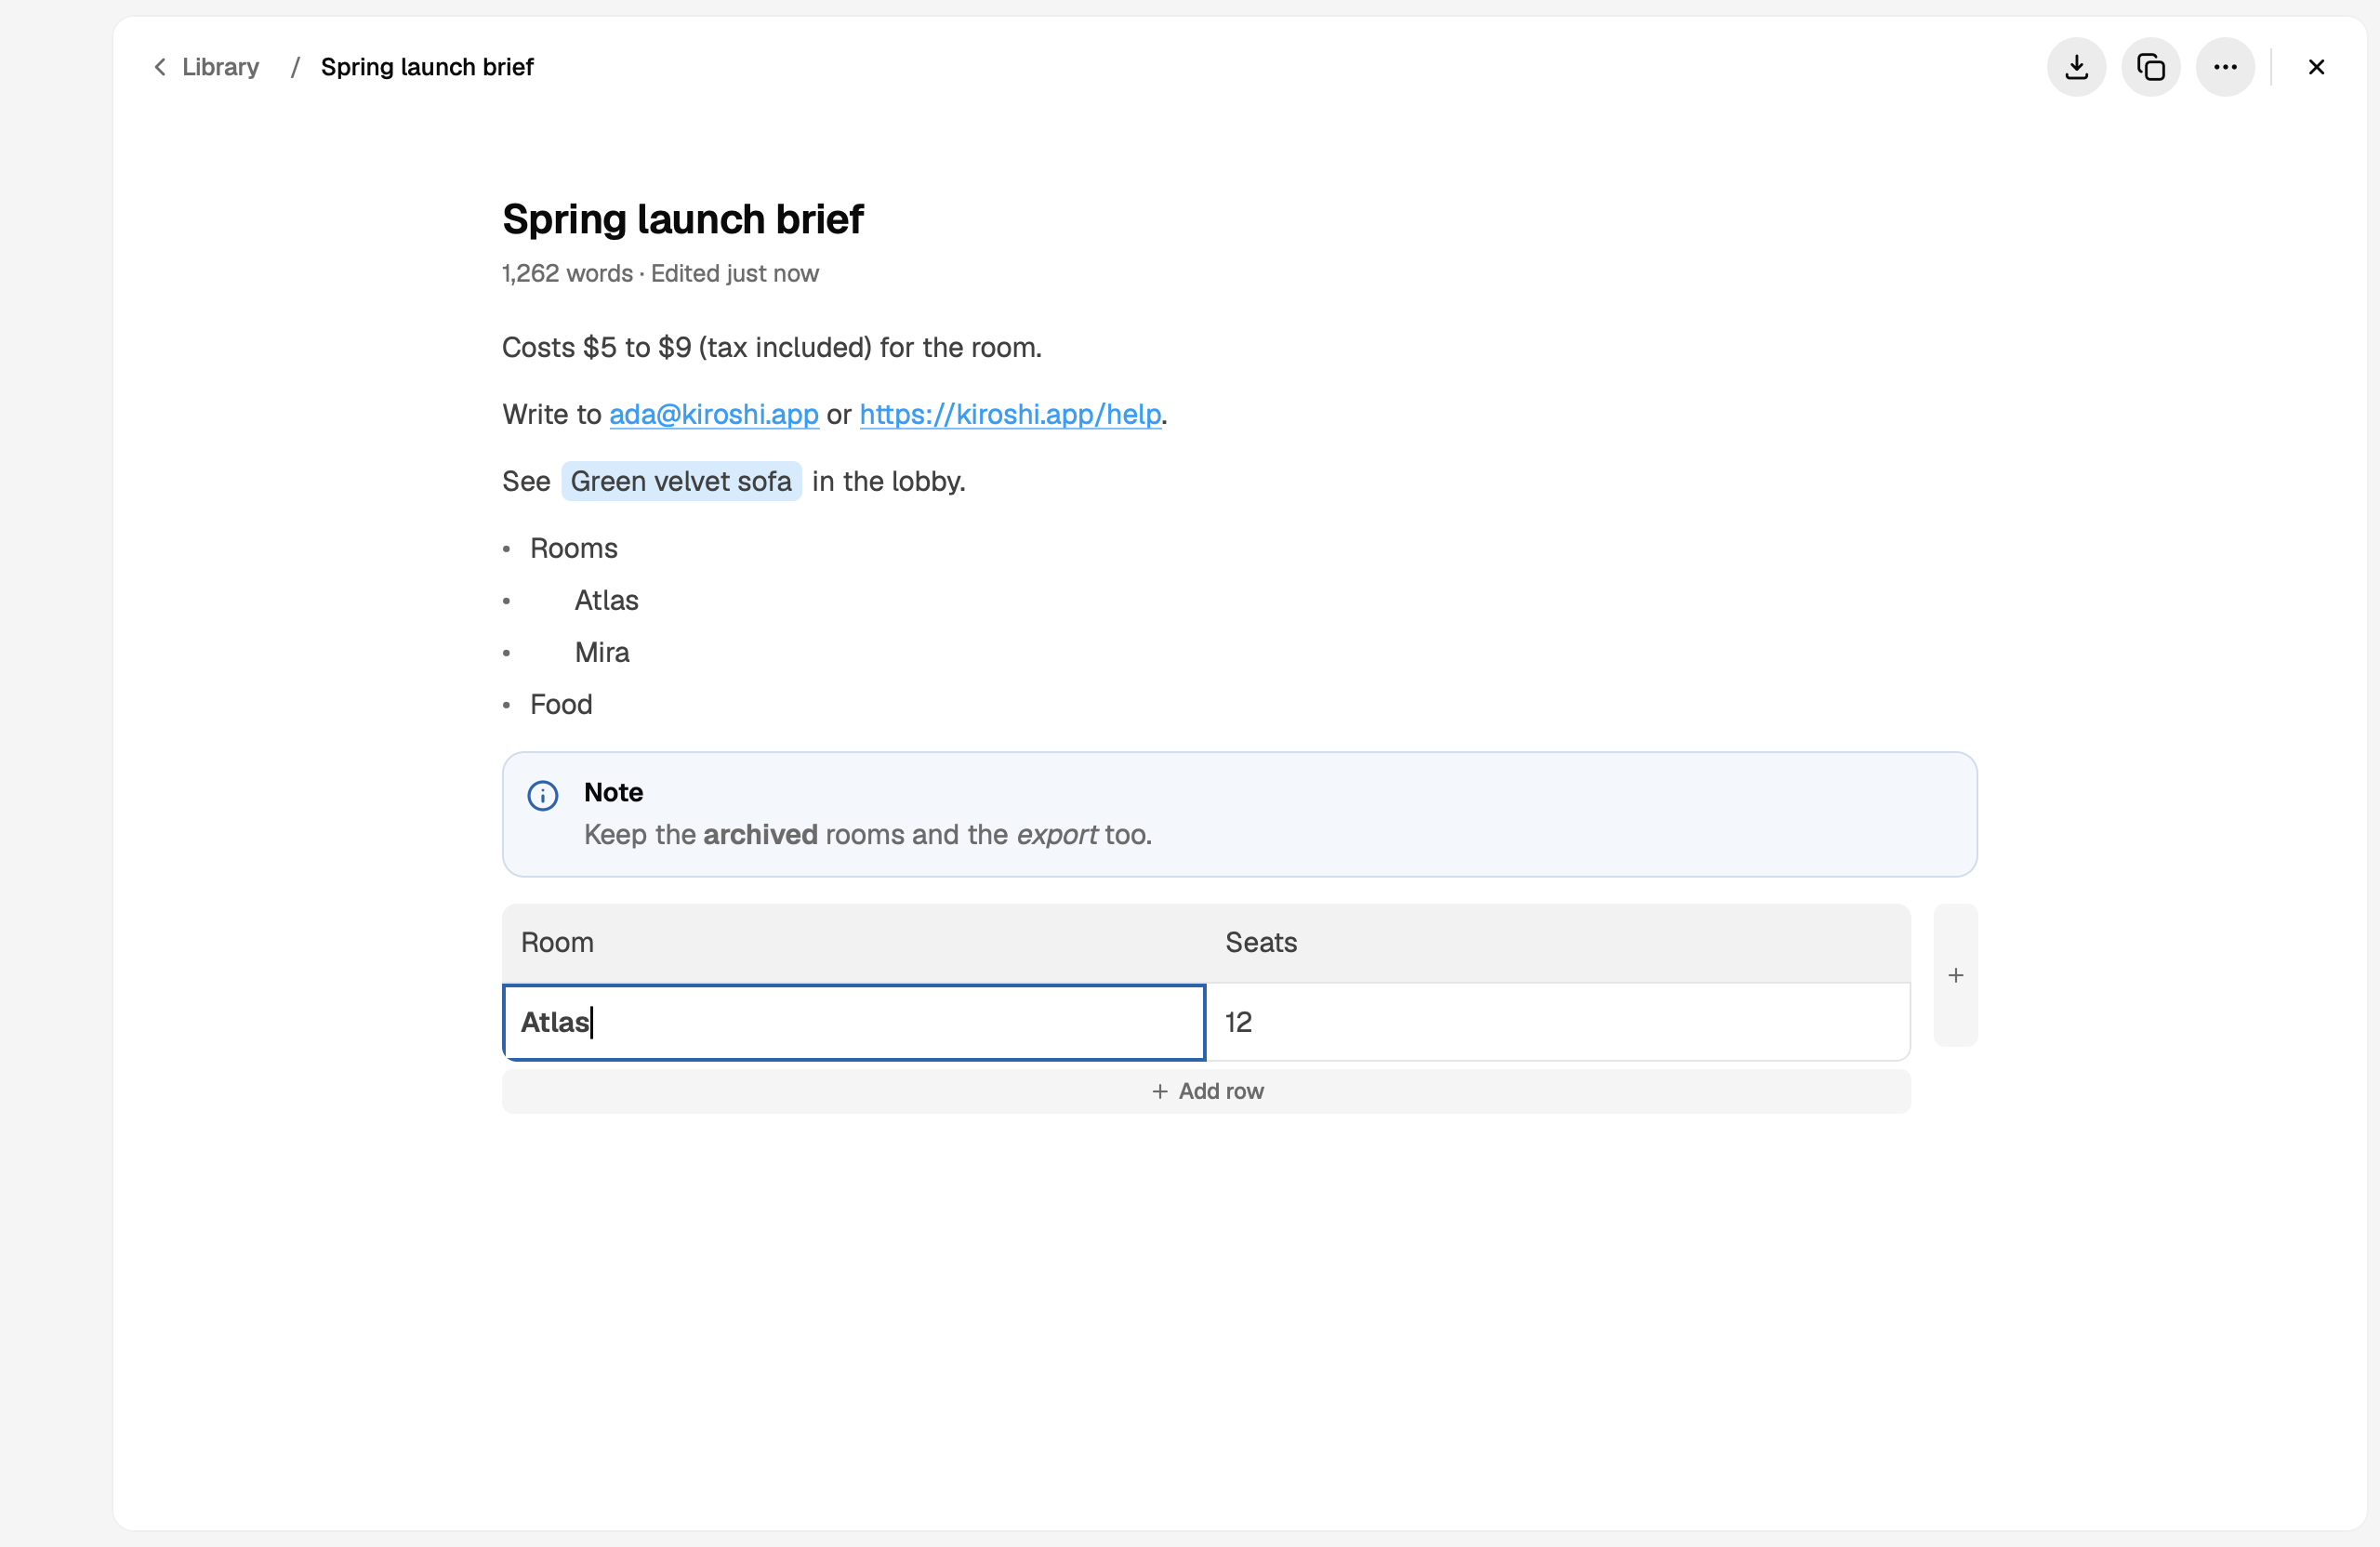 Library / Spring launch brief
Spring launch brief
1,262 words · Edited just now
Costs $5 to $9 (tax included) for the room.
Write to ada@kiroshi.app or https://kiroshi.app/help.
See Green velvet sofa in the lobby.
• Rooms
• Atlas
• Mira
• Food
Note
Keep the archived rooms and the export too.
Room Seats
Atlas 12
+ Add row